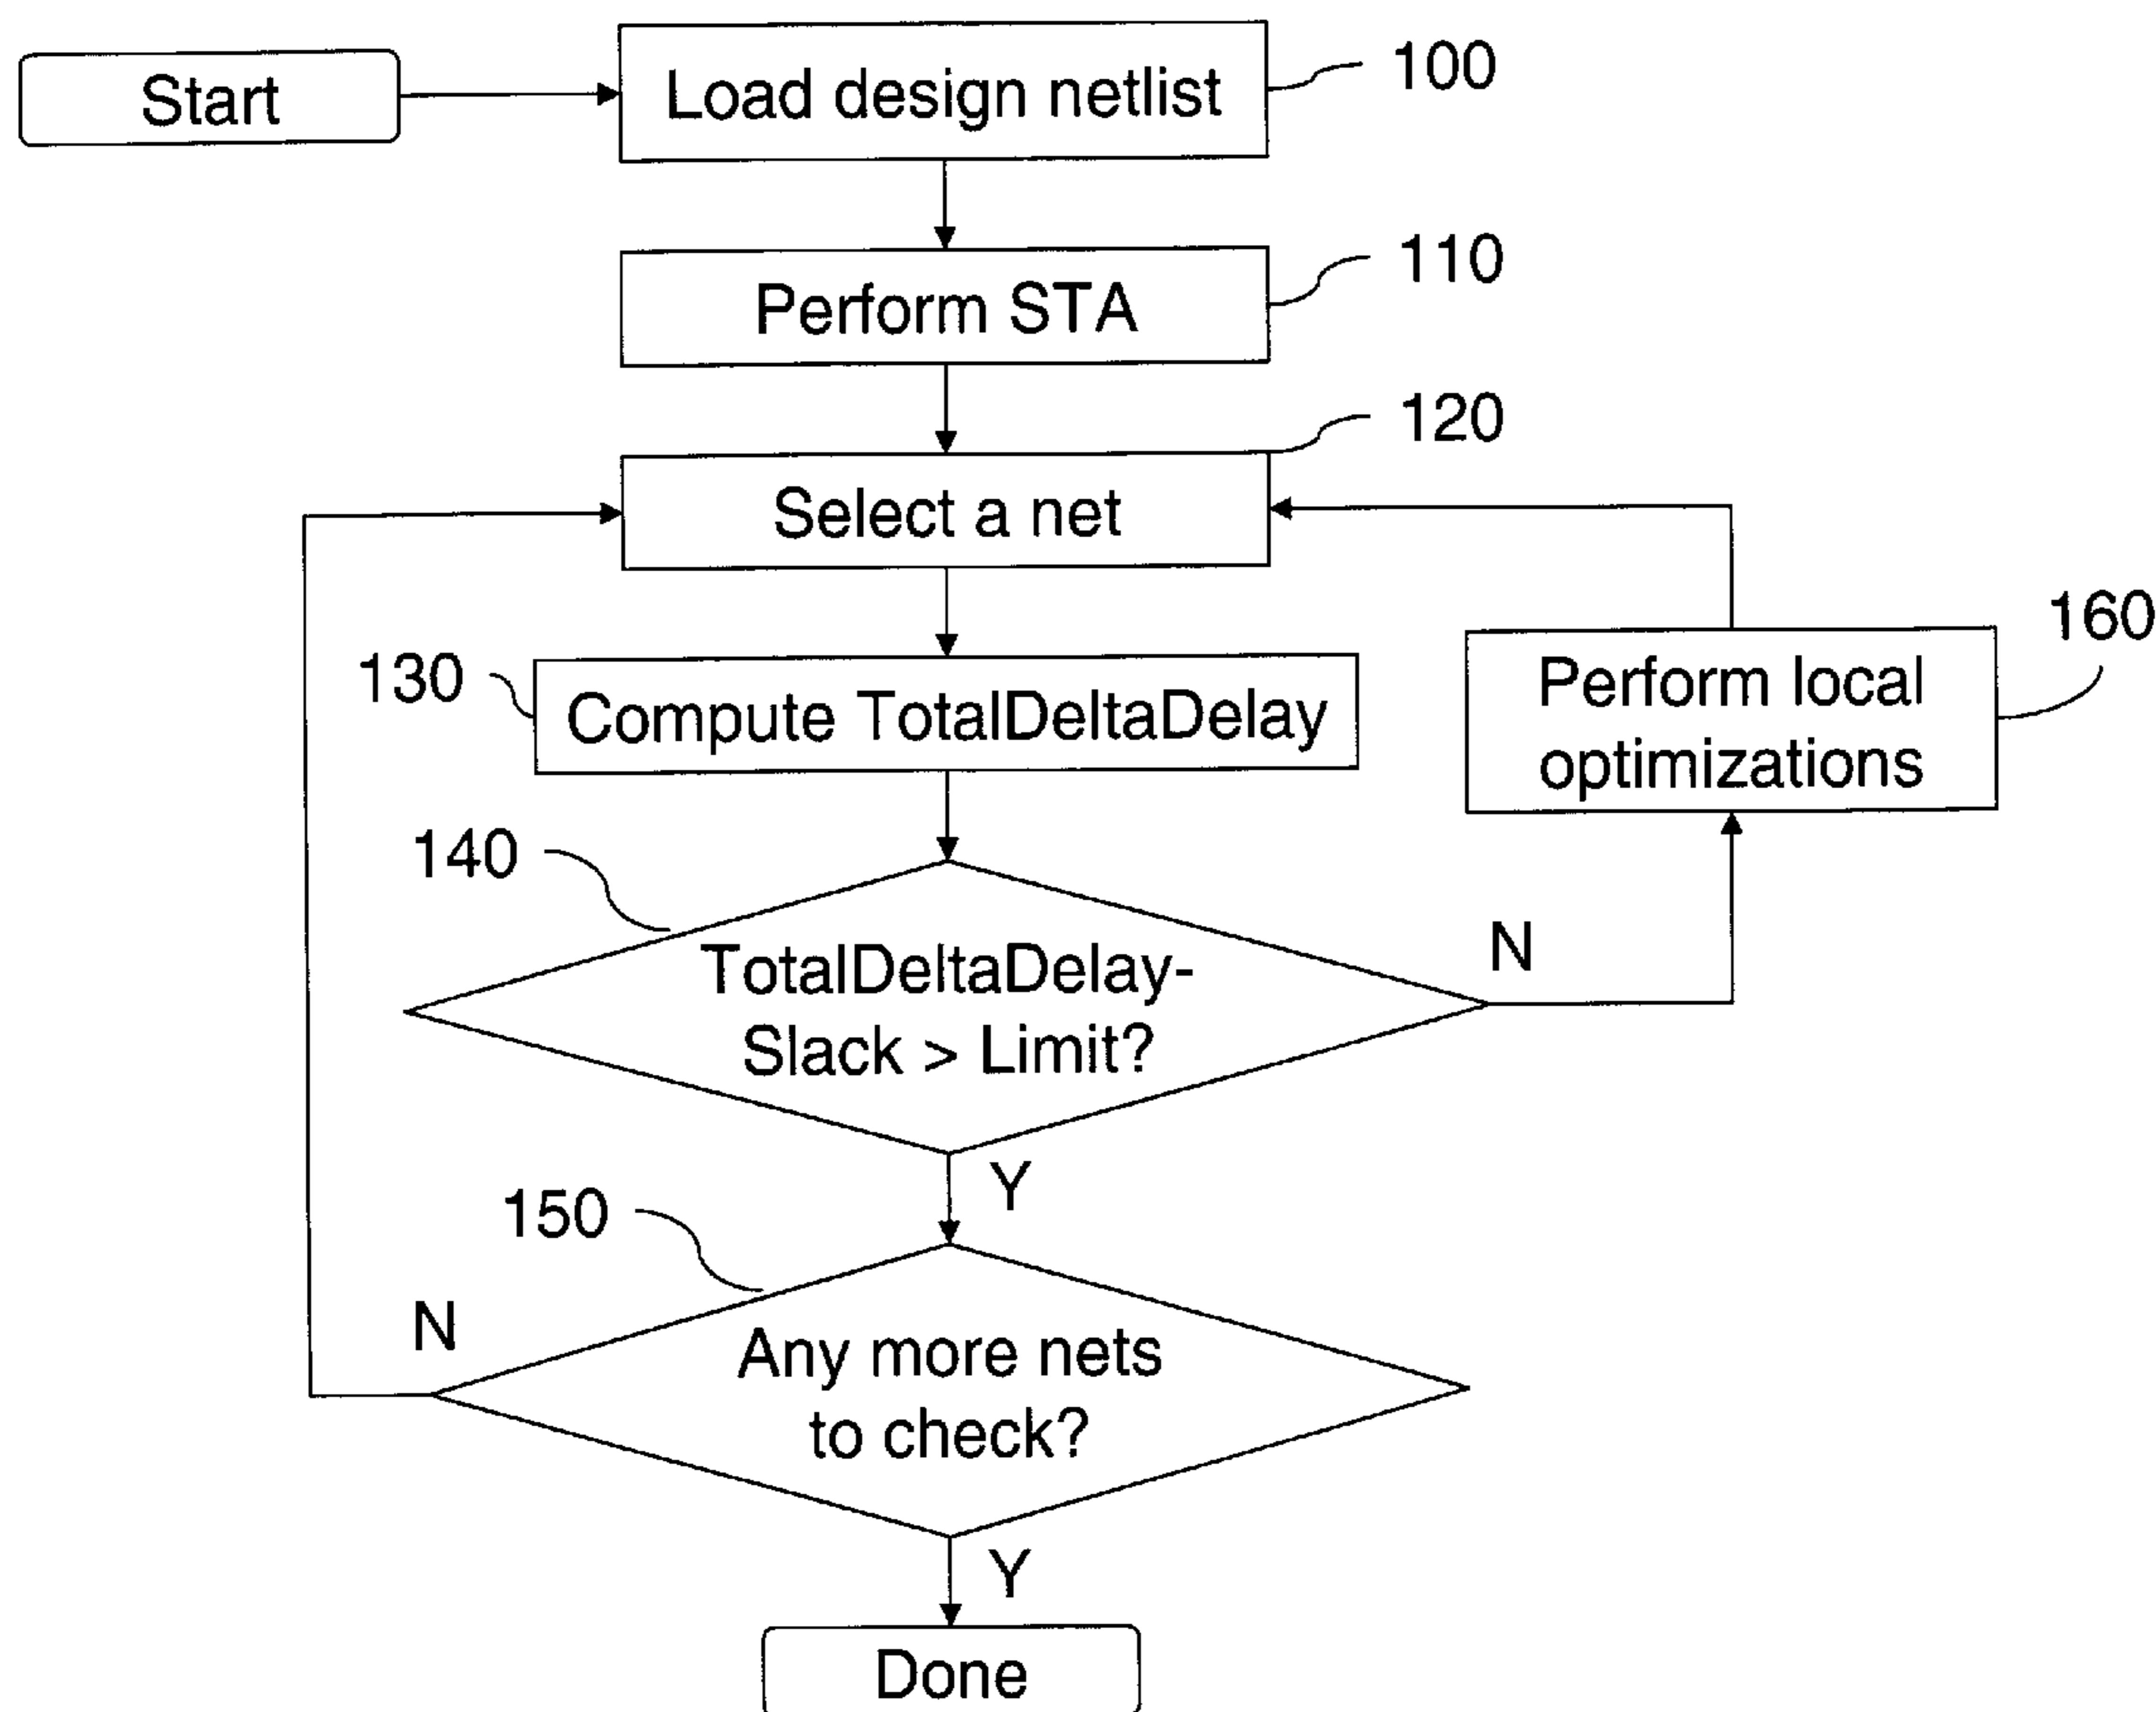 Start
Load design netlist
100
Perform STA
110
120
Select a net
130
Compute TotalDeltaDelay
160
Perform local
optimizations
140
TotalDeltaDelay-
Slack > Limit?
N
Y
150
N
Any more nets
to check?
Y
Done